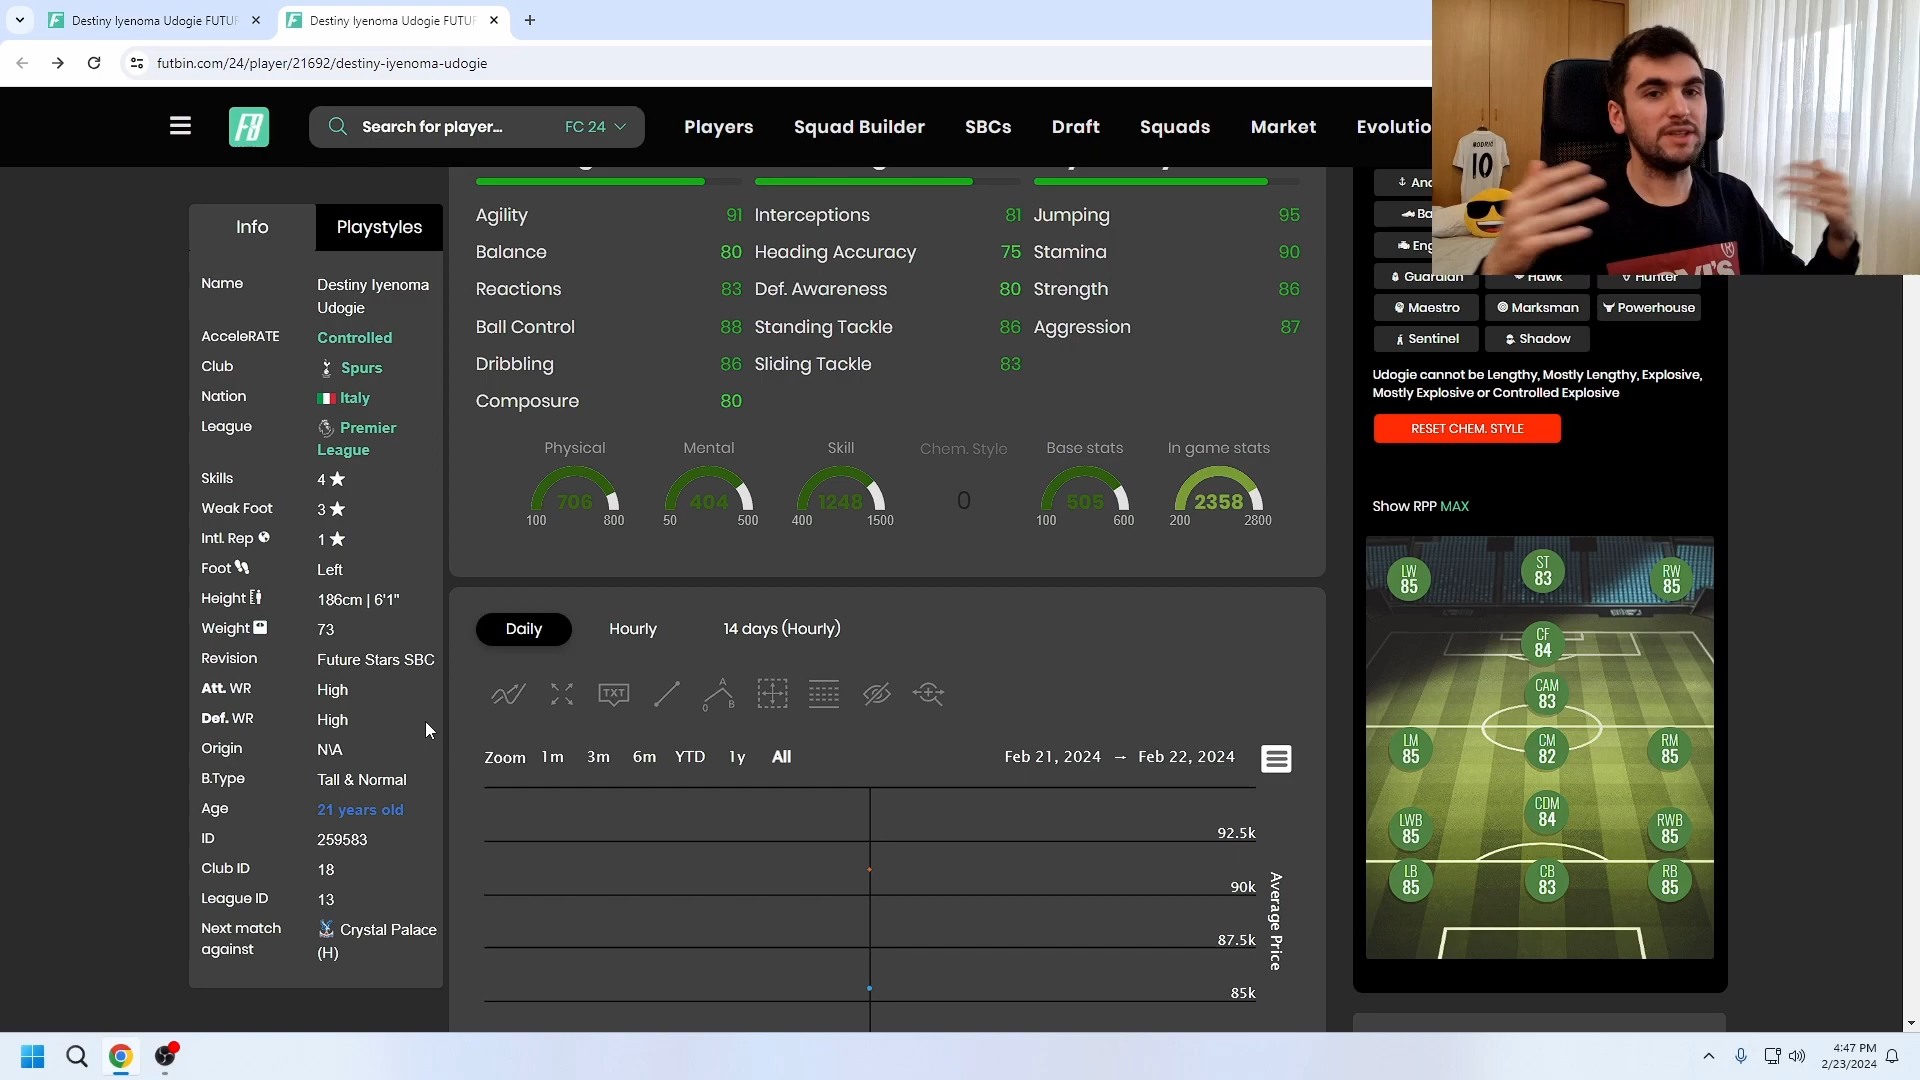 Destiny Iyenoma Udogie FUTU
Destiny Iyenoma Udogie FUTU
futbin.com/24/player/21692/destiny-iyenoma-udogie
Search for player...
FC 24
Players
Squad Builder
SBCs
Draft
Squads
Market
Evolutio
MODRIĆ
10
Info
Playstyles
Name
Destiny Iyenoma
Udogie
AcceleRATE
Controlled
Club
Spurs
Nation
Italy
League
Premier
League
Skills
4
Weak Foot
3
Intl. Rep
1
Foot
Left
Height
186cm | 6'1"
Weight
73
Revision
Future Stars SBC
Att. WR
High
Def. WR
High
Origin
N\A
B.Type
Tall & Normal
Age
21 years old
ID
259583
Club ID
18
League ID
13
Next match
against
Crystal Palace
(H)
Agility 91
Interceptions 81
Jumping 95
Balance 80
Heading Accuracy 75
Stamina 90
Reactions 83
Def. Awareness 80
Strength 86
Ball Control 88
Standing Tackle 86
Aggression 87
Dribbling 86
Sliding Tackle 83
Composure 80
Physical
Mental
Skill
Chem. Style
Base stats
In game stats
706
404
1248
0
505
2358
100 800
50 500
400 1500
100 600
200 2800
Daily
Hourly
14 days (Hourly)
TXT
A
0 B
Zoom 1m 3m 6m YTD 1y All
Feb 21, 2024 → Feb 22, 2024
92.5k
90k
87.5k
85k
Average Price
Anc
Ba
Eng
Guardian
Hawk
Hunter
Maestro
Marksman
Powerhouse
Sentinel
Shadow
Udogie cannot be Lengthy, Mostly Lengthy, Explosive,
Mostly Explosive or Controlled Explosive
RESET CHEM. STYLE
Show RPP MAX
LW
85
ST
83
RW
85
CF
84
CAM
83
LM
85
CM
82
RM
85
LWB
85
CDM
84
RWB
85
LB
85
CB
83
RB
85
4:47 PM
2/23/2024